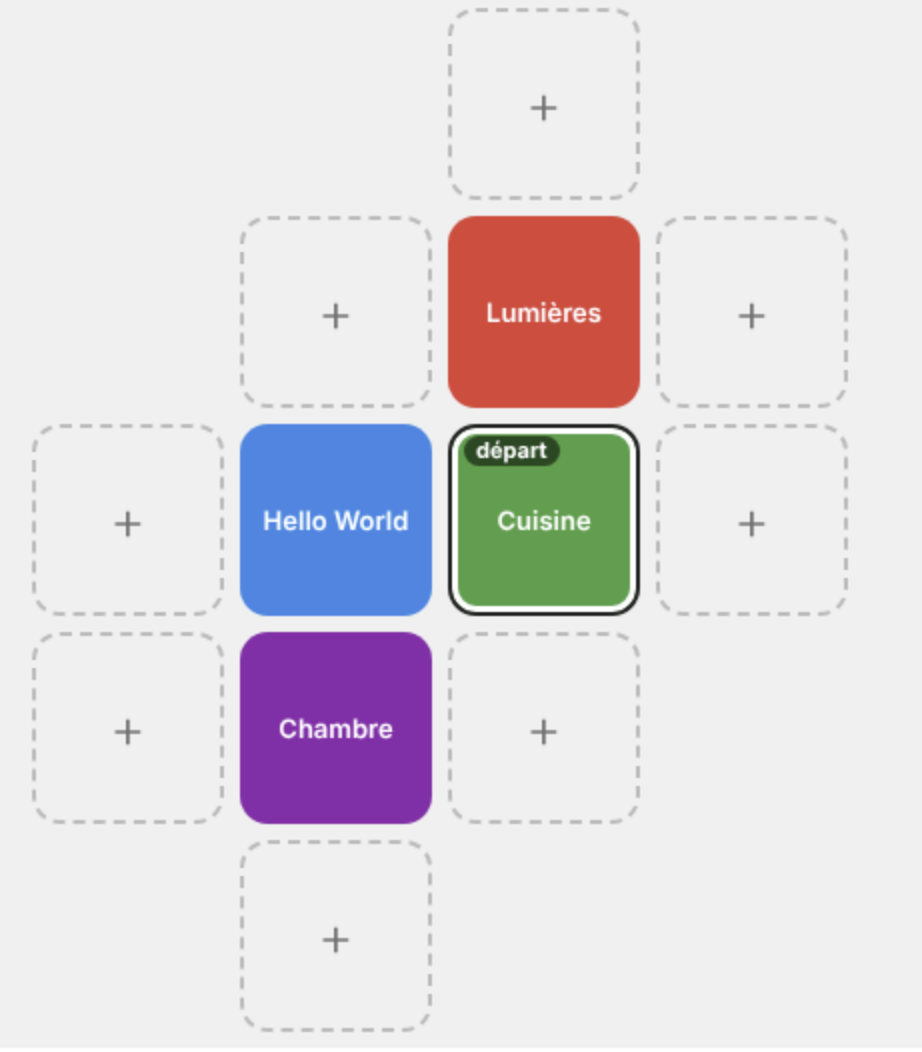 +
+
Lumières
+
+
Hello World
départ
Cuisine
+
+
Chambre
+
+